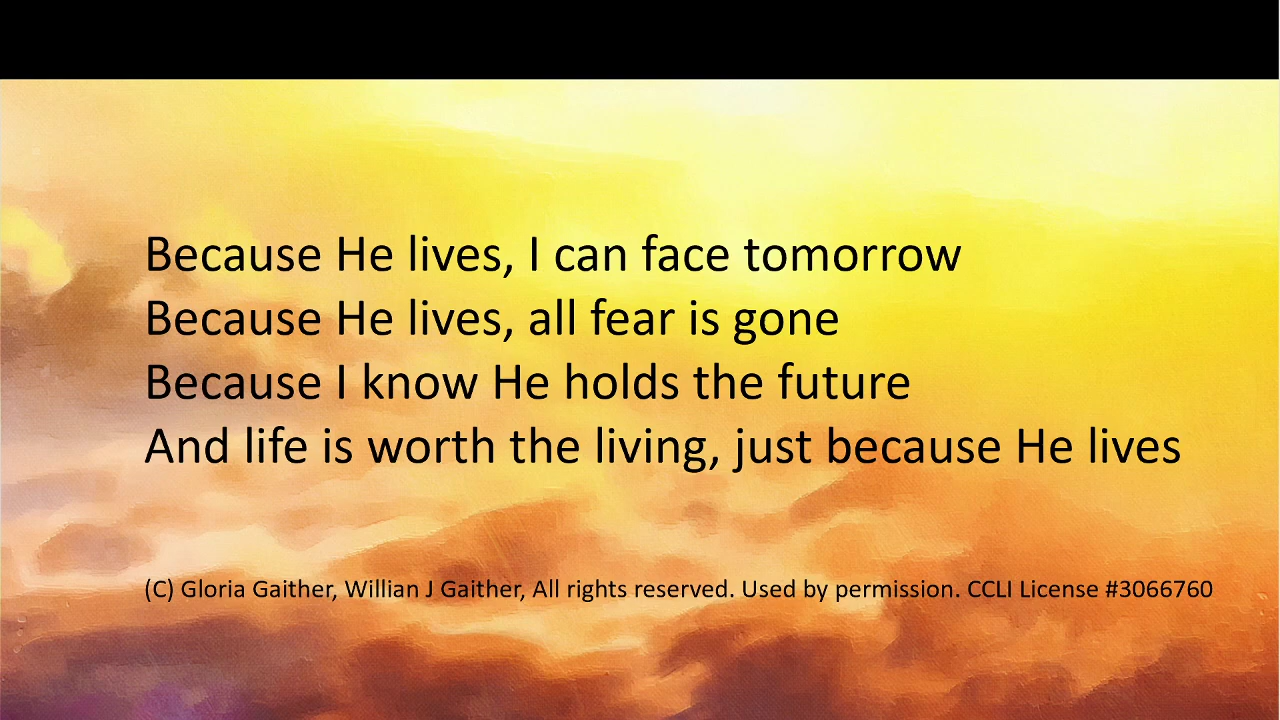 Because He lives, I can face tomorrow
Because He lives, all fear is gone
Because I know He holds the future
And life is worth the living, just because He lives
(C) Gloria Gaither, Willian J Gaither, All rights reserved. Used by permission. CCLI License #3066760